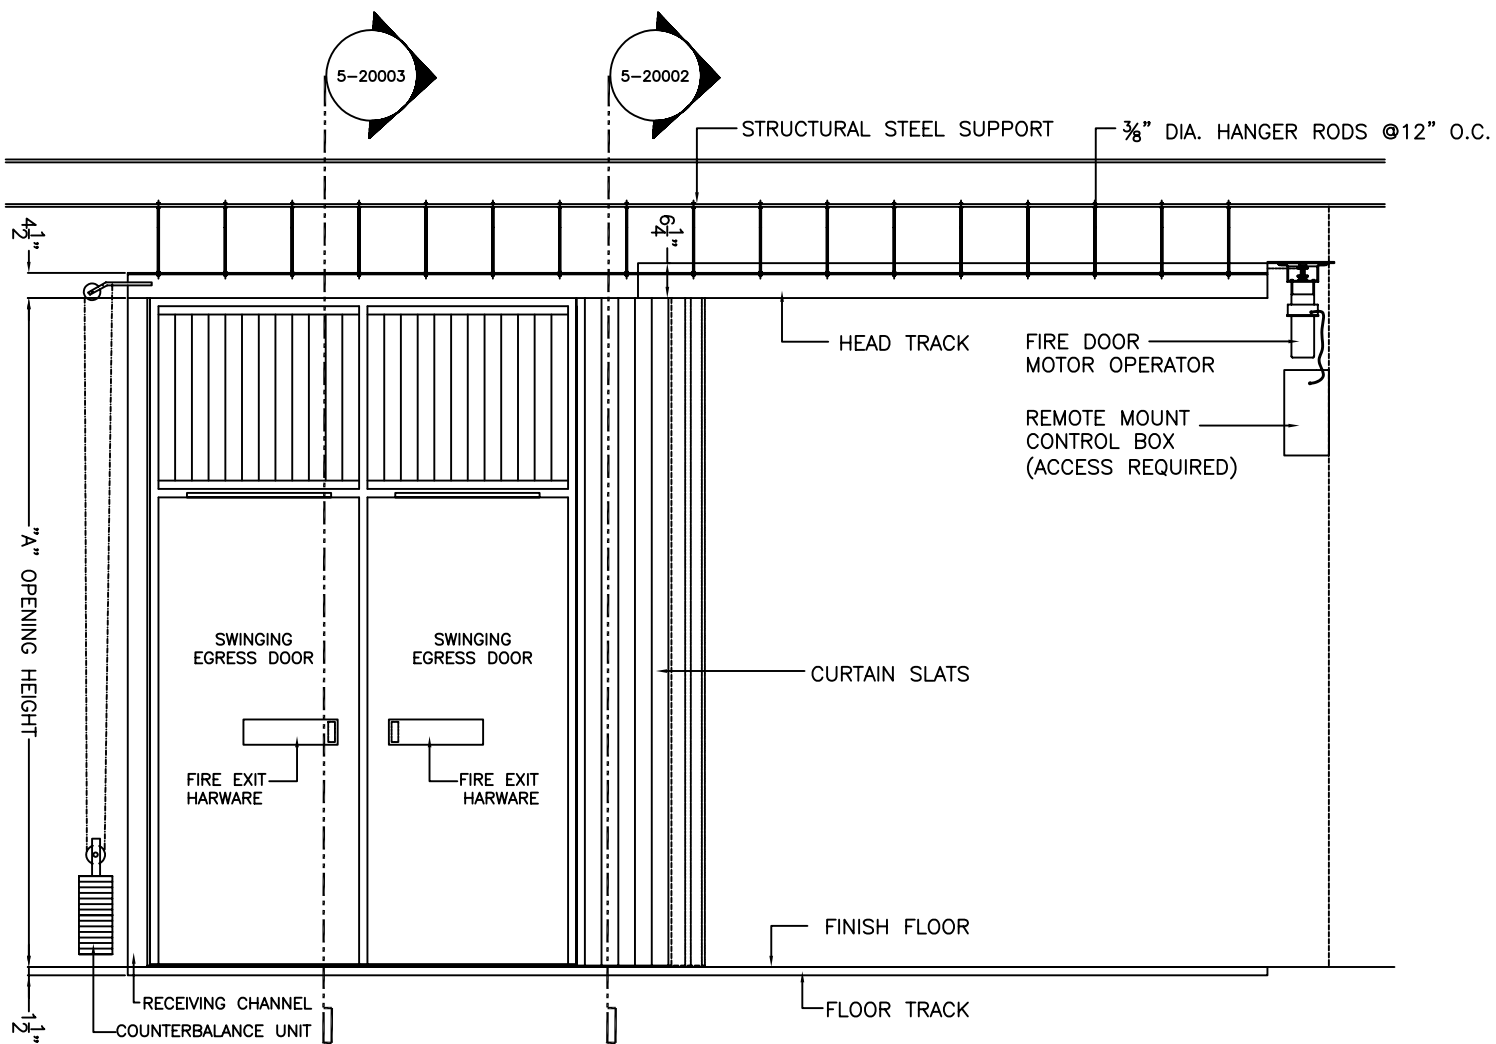 5-20003
5-20002
STRUCTURAL STEEL SUPPORT
3/8" DIA. HANGER RODS @12" O.C.
4 1/2"
6 1/4"
HEAD TRACK
FIRE DOOR
MOTOR OPERATOR
REMOTE MOUNT
CONTROL BOX
(ACCESS REQUIRED)
"A" OPENING HEIGHT
SWINGING
EGRESS DOOR
SWINGING
EGRESS DOOR
CURTAIN SLATS
FIRE EXIT
HARWARE
FIRE EXIT
HARWARE
FINISH FLOOR
RECEIVING CHANNEL
FLOOR TRACK
COUNTERBALANCE UNIT
1 1/2"